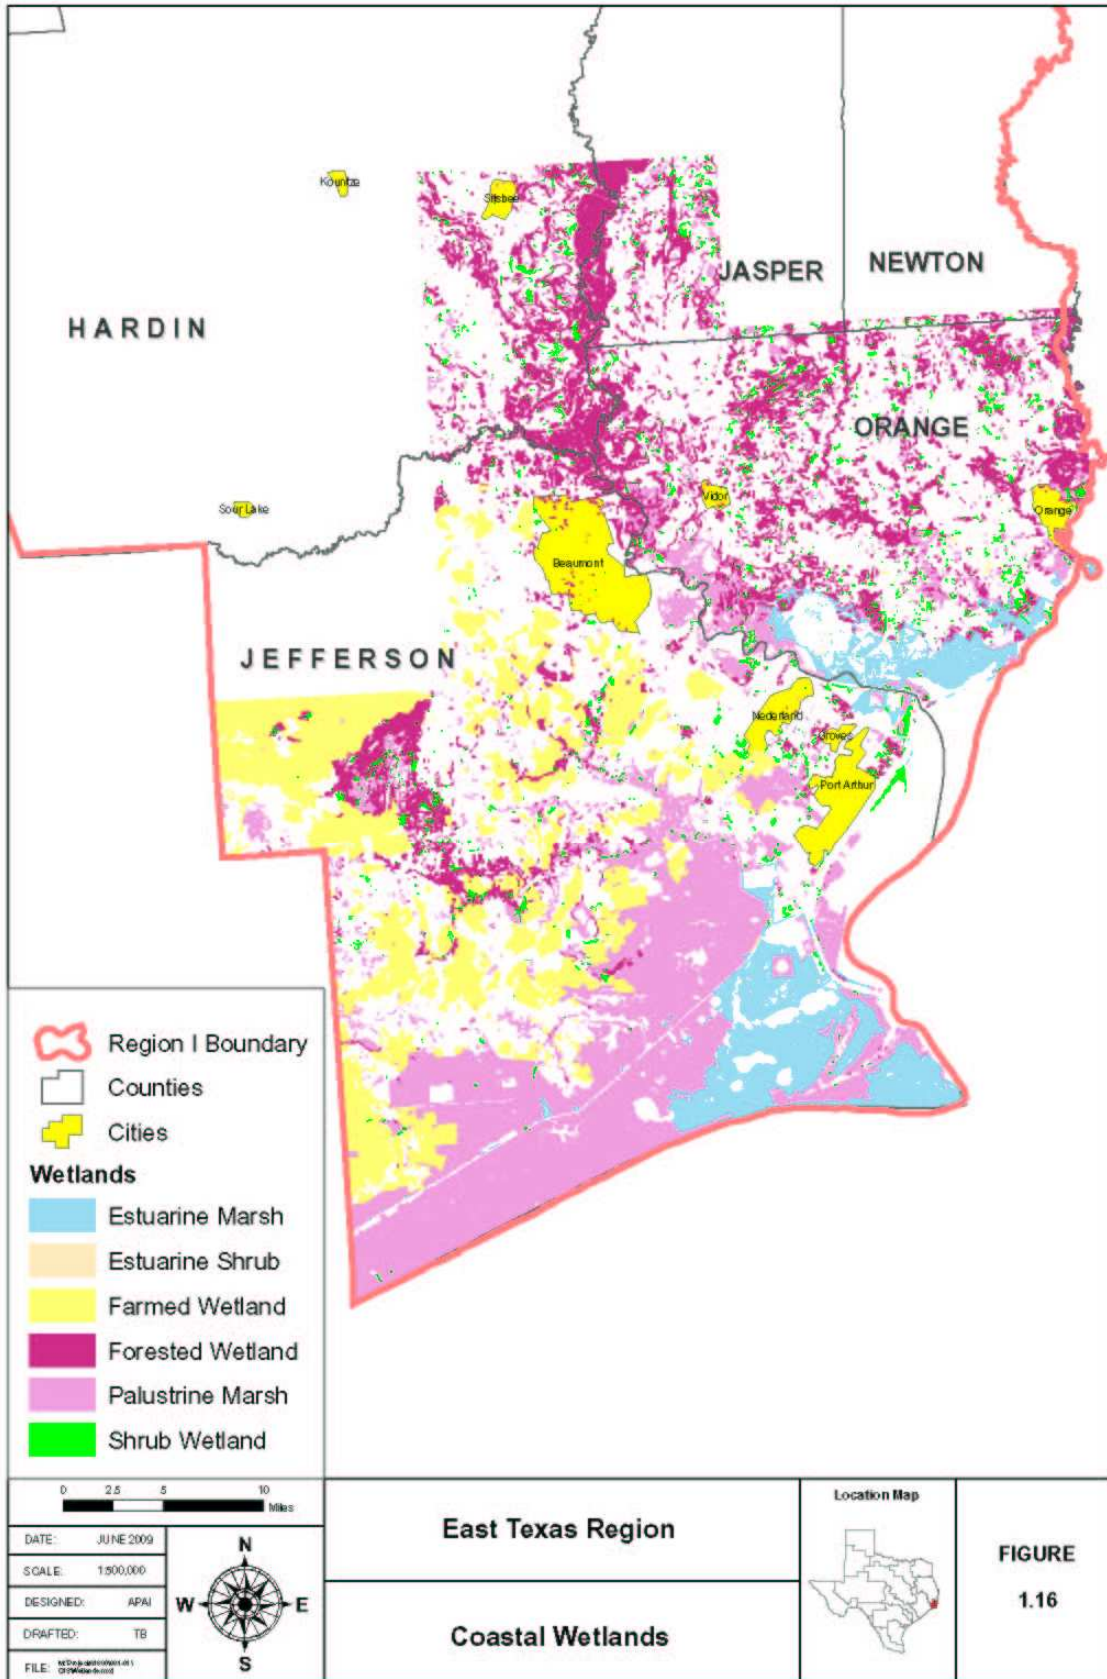 Kountze
Silsbee
JASPER
NEWTON
HARDIN
ORANGE
Sour Lake
Vidor
Orange
Beaumont
JEFFERSON
Nederland
Groves
Port Arthur
Region I Boundary
Counties
Cities
Wetlands
Estuarine Marsh
Estuarine Shrub
Farmed Wetland
Forested Wetland
Palustrine Marsh
Shrub Wetland
0 2.5 5 10
Miles
DATE: JUNE 2009
SCALE: 1:500,000
DESIGNED: APAI
DRAFTED: TB
FILE:
N
W E
S
East Texas Region
Coastal Wetlands
Location Map
FIGURE
1.16